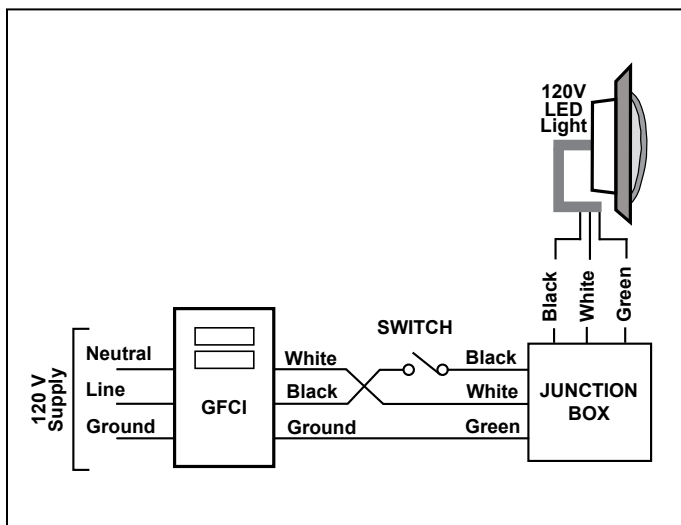 120V
LED
Light
Black
White
Green
120 V
Supply
Neutral
Line
Ground
GFCI
White
Black
Ground
SWITCH
Black
White
Green
JUNCTION
BOX